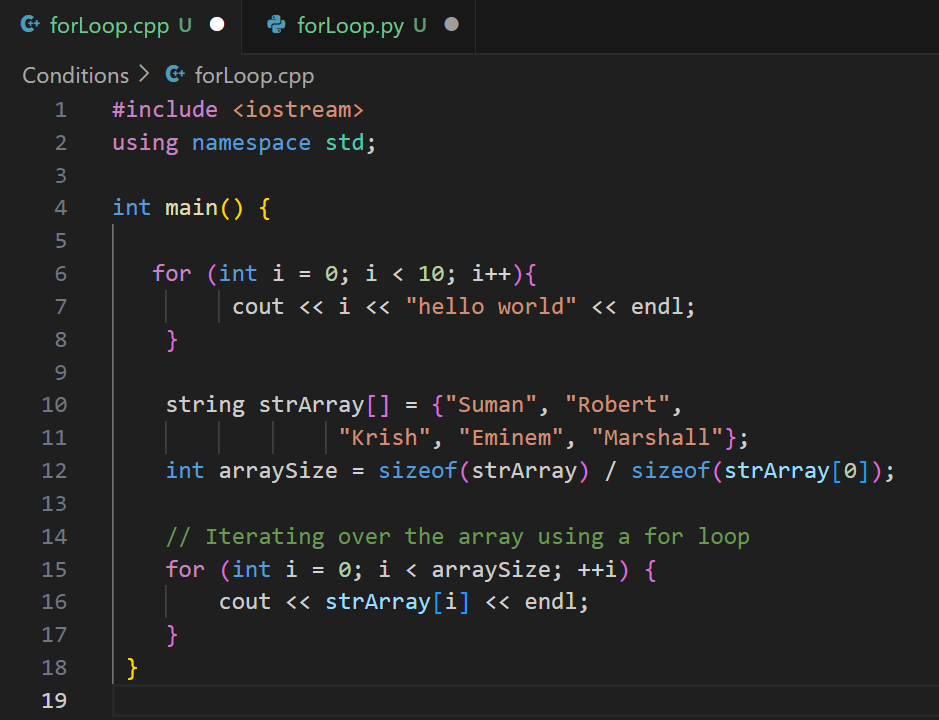 forLoop.cpp U forLoop.py U
Conditions > forLoop.cpp
1 #include <iostream>
2 using namespace std;
3
4 int main() {
5
6 for (int i = 0; i < 10; i++){
7 cout << i << "hello world" << endl;
8 }
9
10 string strArray[] = {"Suman", "Robert",
11 "Krish", "Eminem", "Marshall"};
12 int arraySize = sizeof(strArray) / sizeof(strArray[0]);
13
14 // Iterating over the array using a for loop
15 for (int i = 0; i < arraySize; ++i) {
16 cout << strArray[i] << endl;
17 }
18 }
19